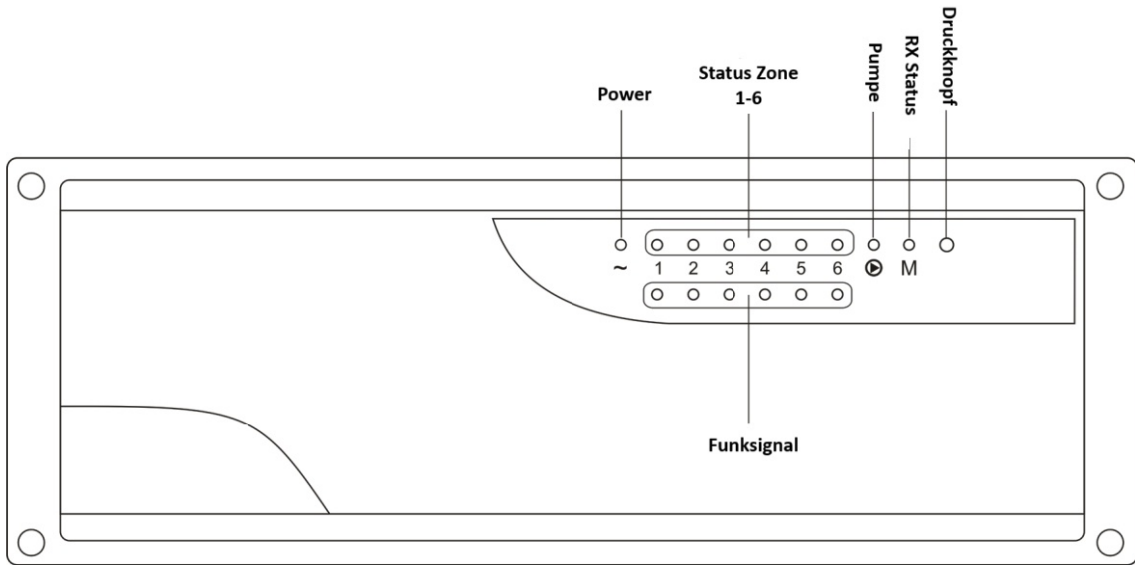 Power
Status Zone
1-6
Pumpe
RX Status
Druckknopf
~ 1 2 3 4 5 6 M
Funksignal